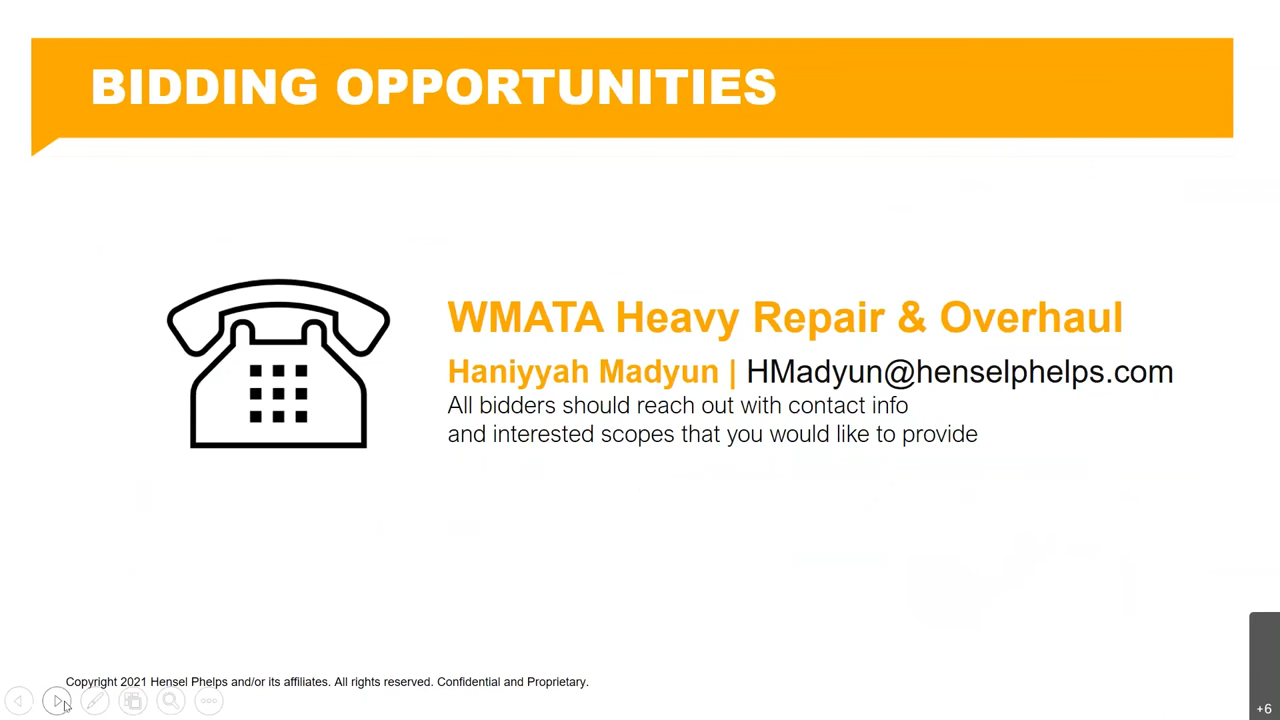 BIDDING OPPORTUNITIES
WMATA Heavy Repair & Overhaul
Haniyyah Madyun | HMadyun@henselphelps.com
All bidders should reach out with contact info
and interested scopes that you would like to provide
Copyright 2021 Hensel Phelps and/or its affiliates. All rights reserved. Confidential and Proprietary.
+6